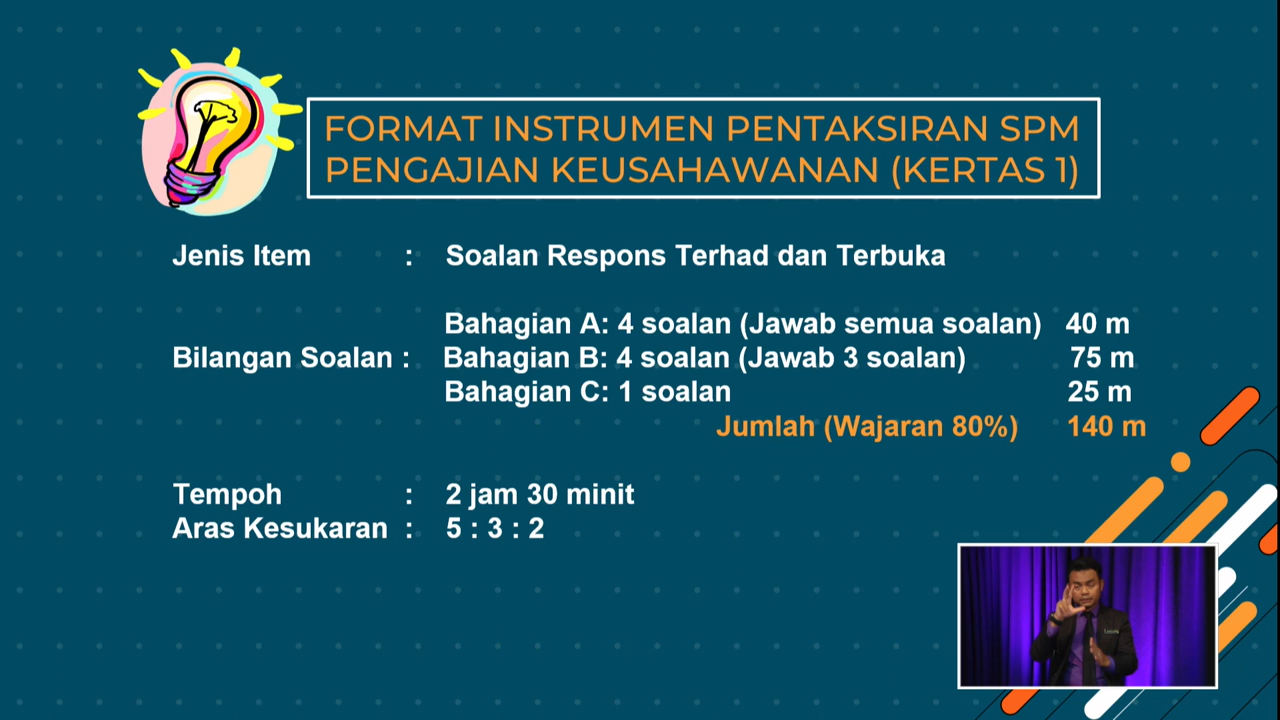 FORMAT INSTRUMEN PENTAKSIRAN SPM
PENGAJIAN KEUSAHAWANAN (KERTAS 1)
Jenis Item : Soalan Respons Terhad dan Terbuka
Bahagian A: 4 soalan (Jawab semua soalan) 40 m
Bilangan Soalan : Bahagian B: 4 soalan (Jawab 3 soalan) 75 m
Bahagian C: 1 soalan 25 m
Jumlah (Wajaran 80%) 140 m
Tempoh : 2 jam 30 minit
Aras Kesukaran : 5 : 3 : 2